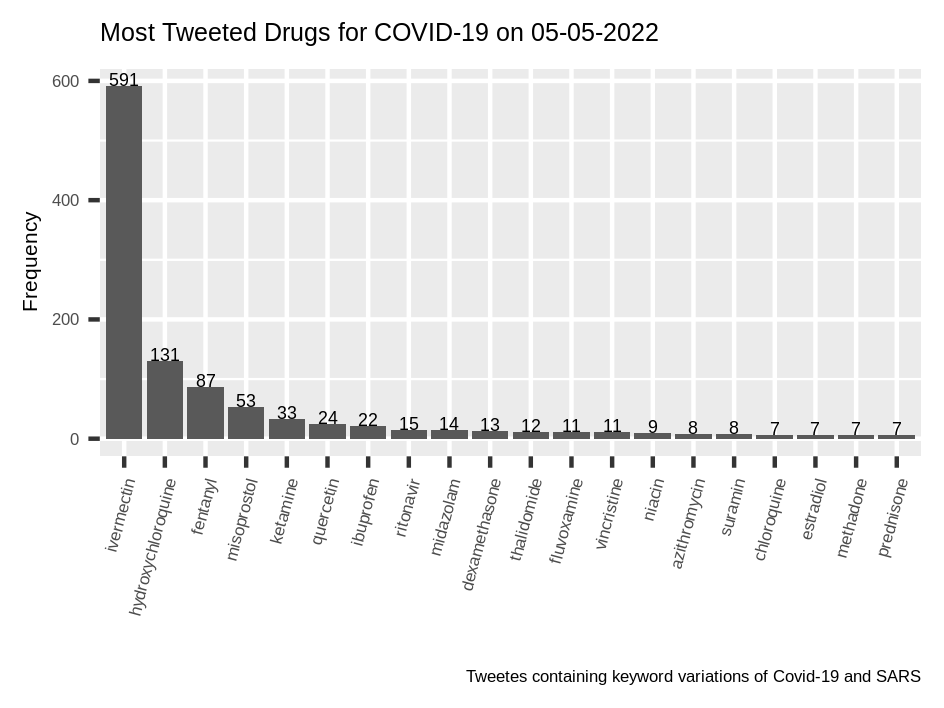 Most Tweeted Drugs for COVID-19 on 05-05-2022
Frequency
600
400
200
0
591
131
87
53
33
24
22
15
14
13
12
11
11
9
8
8
7
7
7
7
ivermectin
hydroxychloroquine
fentanyl
misoprostol
ketamine
quercetin
ibuprofen
ritonavir
midazolam
dexamethasone
thalidomide
fluvoxamine
vincristine
niacin
azithromycin
suramin
chloroquine
estradiol
methadone
prednisone
Tweetes containing keyword variations of Covid-19 and SARS